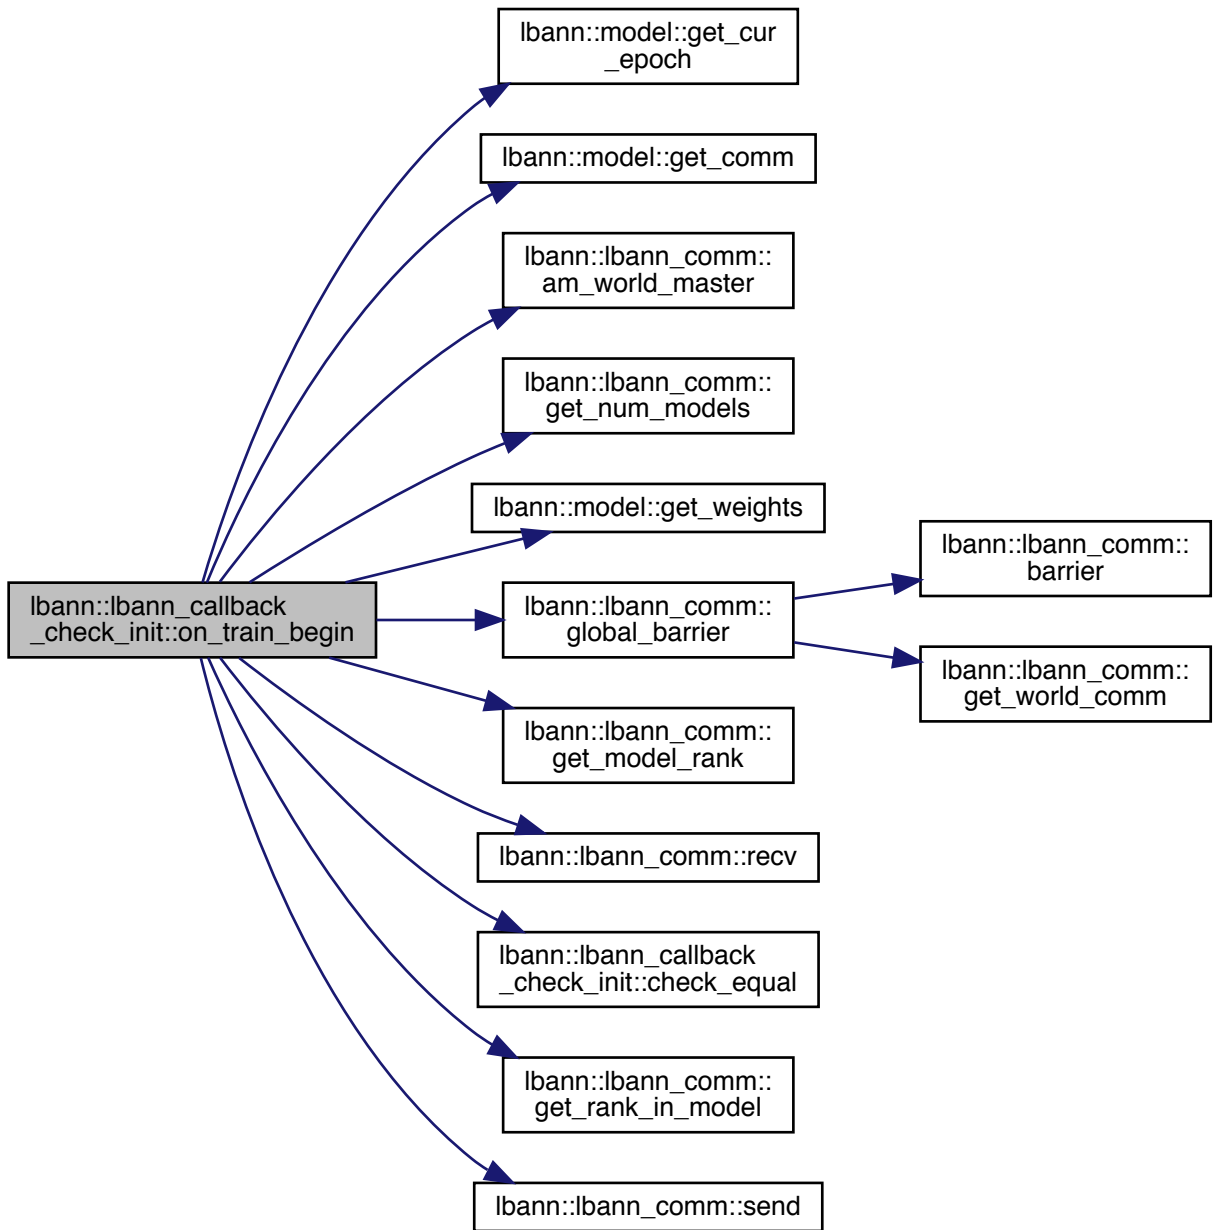 lbann::model::get_cur
_epoch
lbann::model::get_comm
lbann::lbann_comm::
am_world_master
lbann::lbann_comm::
get_num_models
lbann::model::get_weights
lbann::lbann_callback
_check_init::on_train_begin
lbann::lbann_comm::
global_barrier
lbann::lbann_comm::
barrier
lbann::lbann_comm::
get_world_comm
lbann::lbann_comm::
get_model_rank
lbann::lbann_comm::recv
lbann::lbann_callback
_check_init::check_equal
lbann::lbann_comm::
get_rank_in_model
lbann::lbann_comm::send